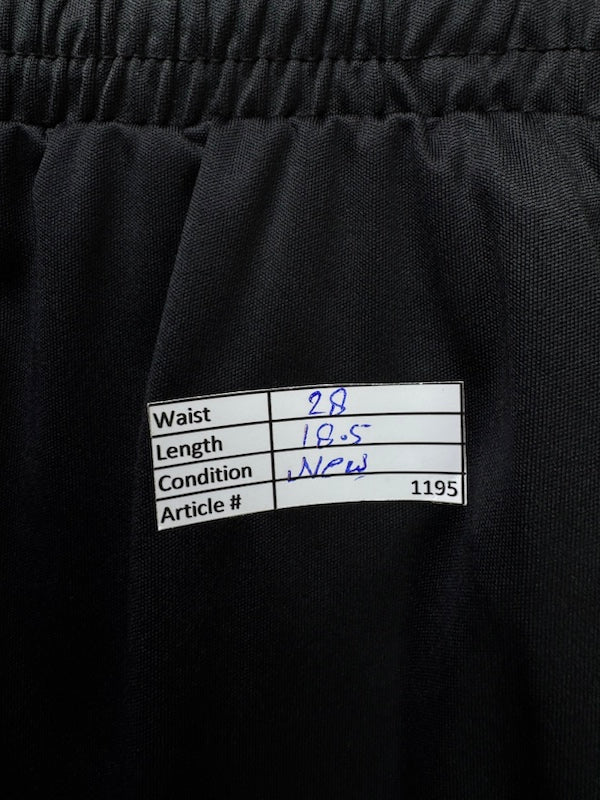 Waist 28
Length 18.5
Condition New
Article # 1195